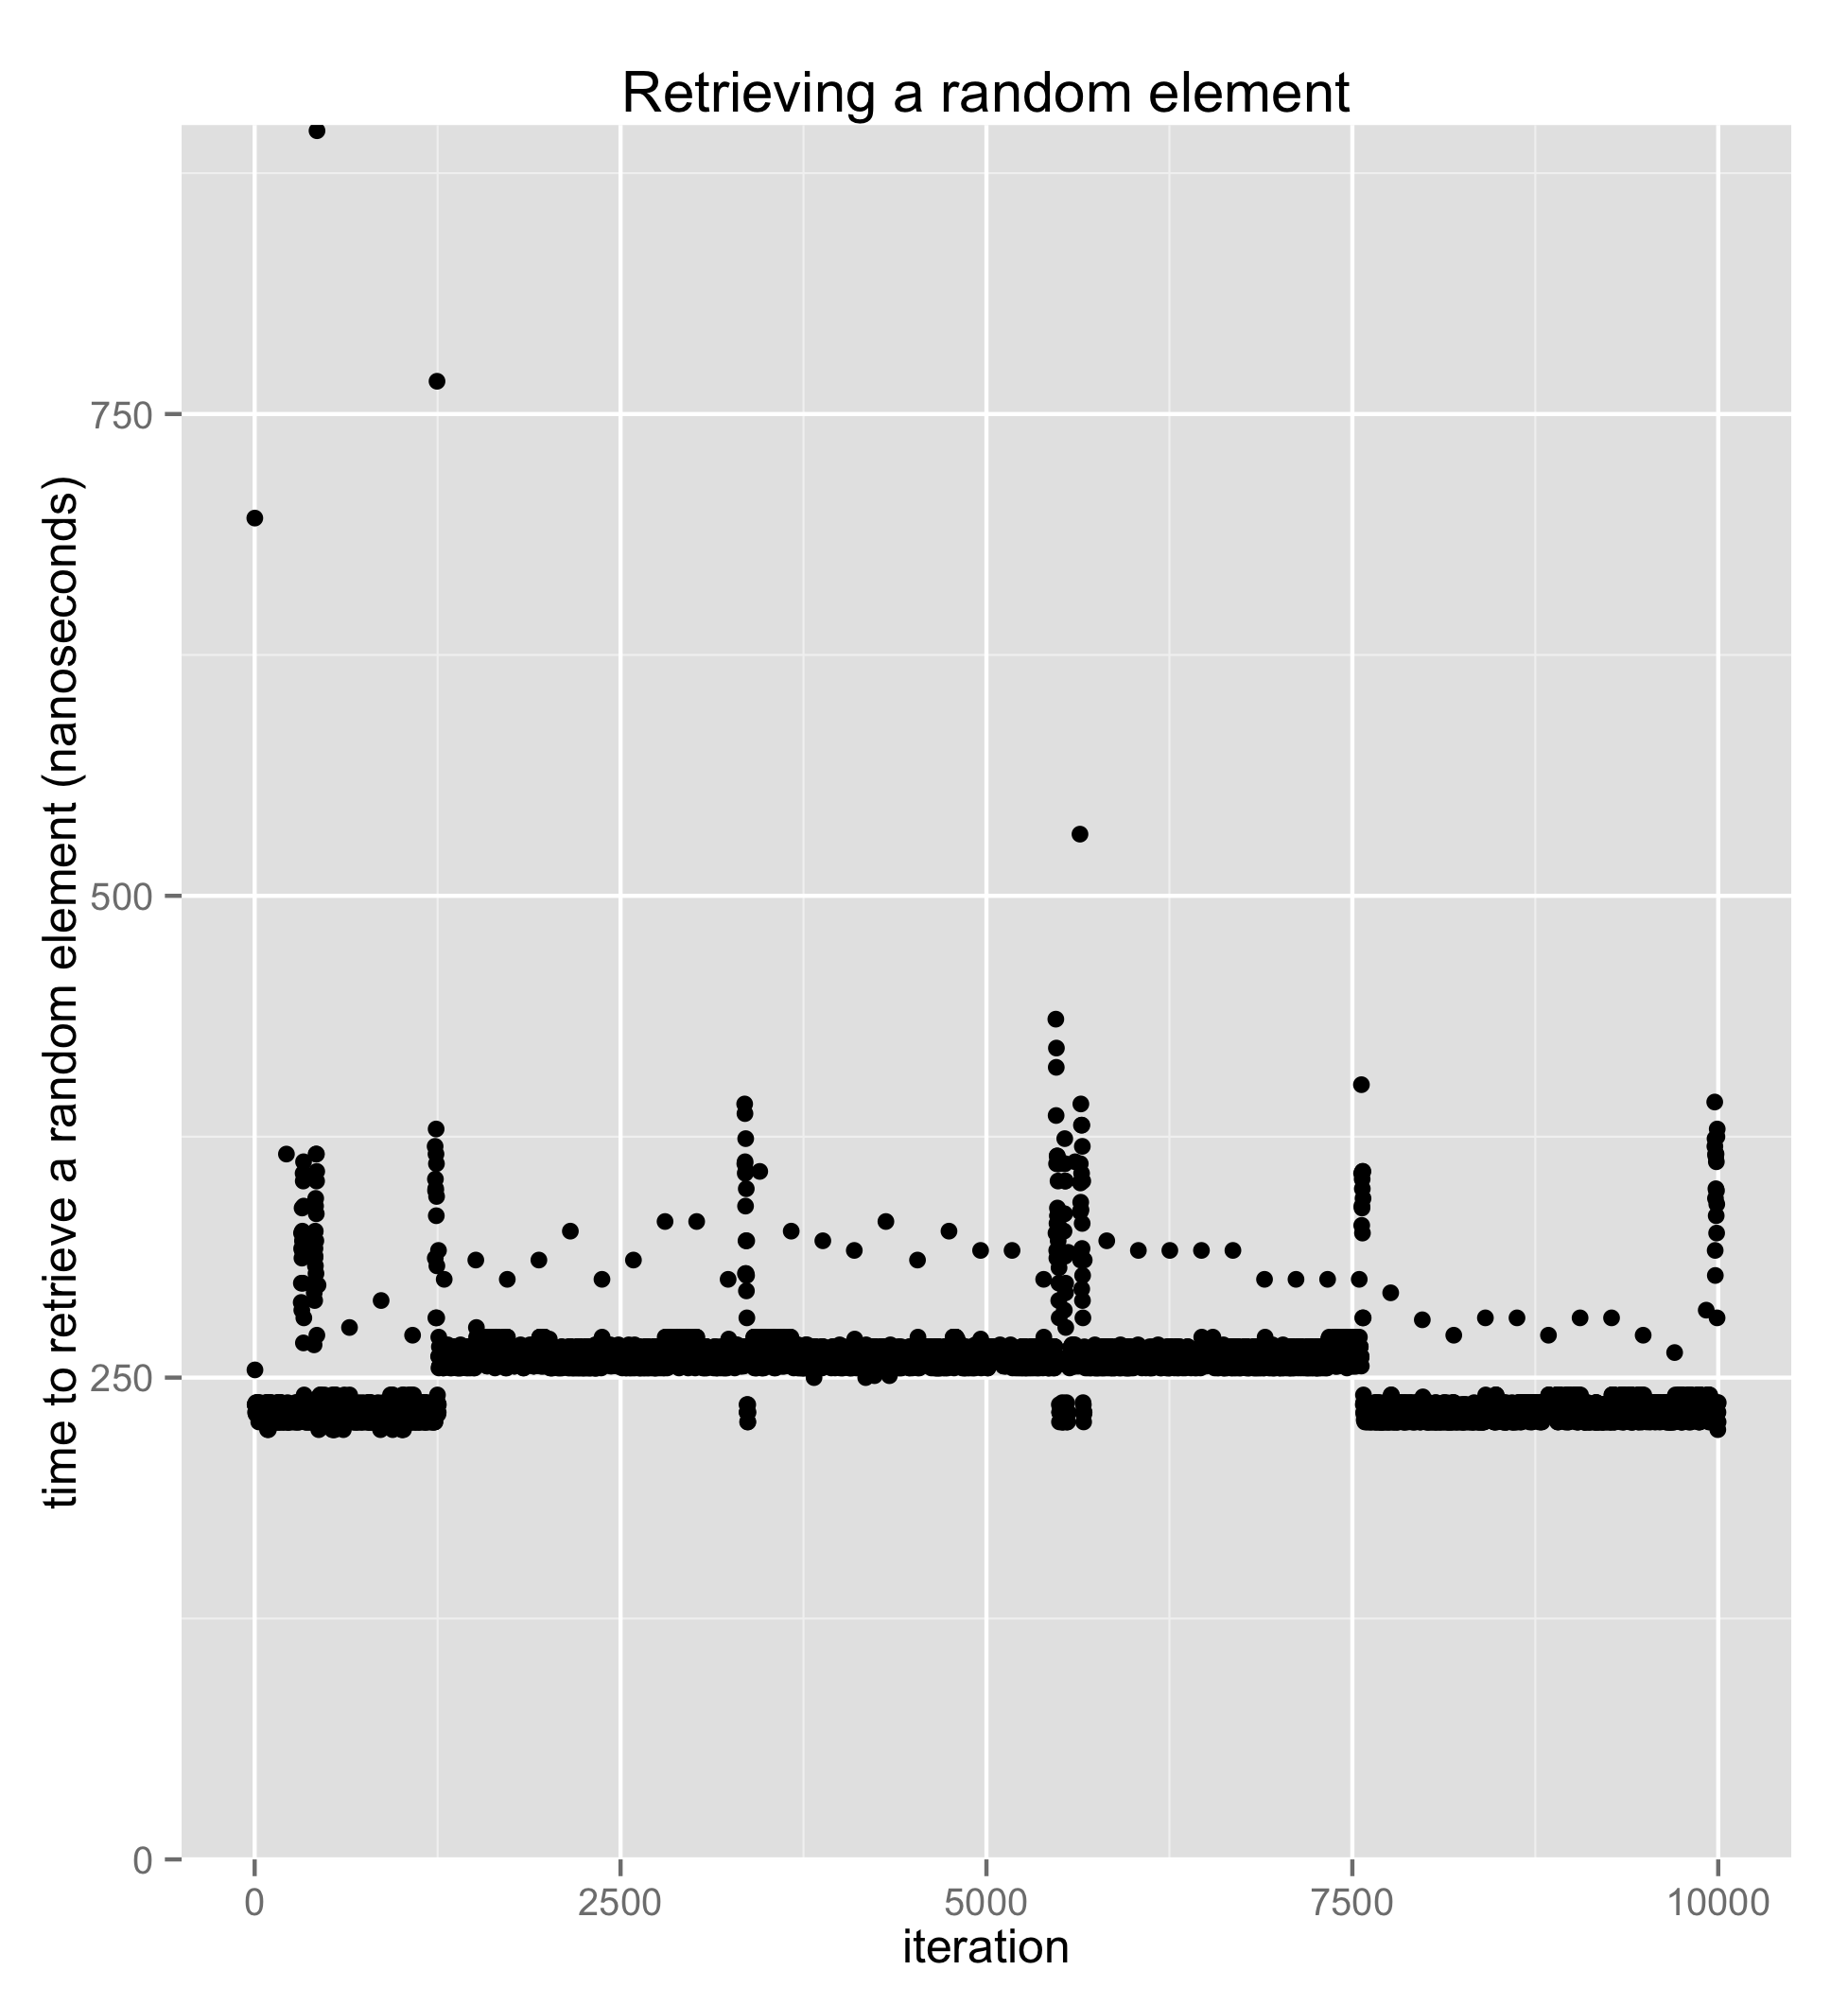 Retrieving a random element
time to retrieve a random element (nanoseconds)
750
500
250
0
0 2500 5000 7500 10000
iteration